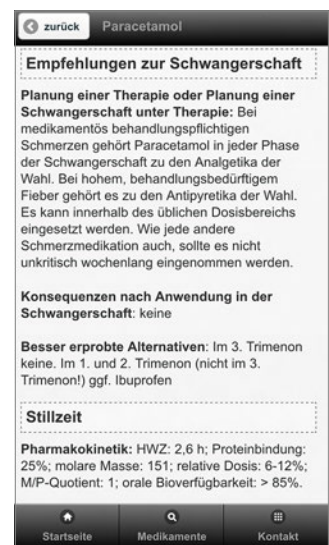 zurück Paracetamol
Empfehlungen zur Schwangerschaft
Planung einer Therapie oder Planung einer
Schwangerschaft unter Therapie: Bei
medikamentös behandlungspflichtigen
Schmerzen gehört Paracetamol in jeder Phase
der Schwangerschaft zu den Analgetika der
Wahl. Bei hohem, behandlungsbedürftigem
Fieber gehört es zu den Antipyretika der Wahl.
Es kann innerhalb des üblichen Dosisbereichs
eingesetzt werden. Wie jede andere
Schmerzmedikation auch, sollte es nicht
unkritisch wochenlang eingenommen werden.
Konsequenzen nach Anwendung in der
Schwangerschaft: keine
Besser erprobte Alternativen: Im 3. Trimenon
keine. Im 1. und 2. Trimenon (nicht im 3.
Trimenon!) ggf. Ibuprofen
Stillzeit
Pharmakokinetik: HWZ: 2,6 h; Proteinbindung:
25%; molare Masse: 151; relative Dosis: 6-12%;
M/P-Quotient: 1; orale Bioverfügbarkeit: > 85%.
Startseite Medikamente Kontakt